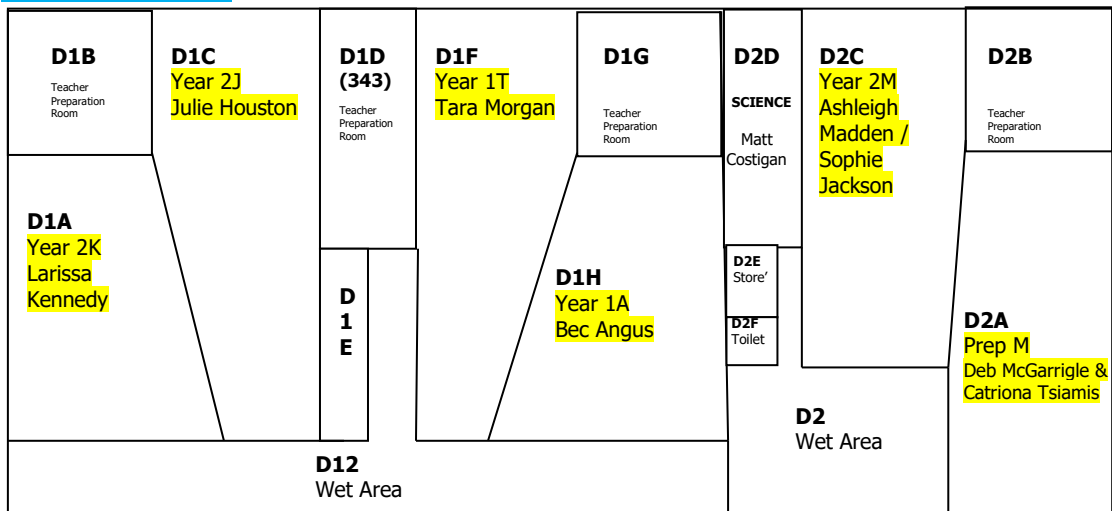 D1B
Teacher
Preparation
Room
D1C
Year 2J
Julie Houston
D1D
(343)
Teacher
Preparation
Room
D1F
Year 1T
Tara Morgan
D1G
Teacher
Preparation
Room
D2D
SCIENCE
Matt
Costigan
D2C
Year 2M
Ashleigh
Madden /
Sophie
Jackson
D2B
Teacher
Preparation
Room
D1A
Year 2K
Larissa
Kennedy
D
1
E
D1H
Year 1A
Bec Angus
D2E
Store'
D2F
Toilet
D2A
Prep M
Deb McGarrigle &
Catriona Tsiamis
D2
Wet Area
D12
Wet Area